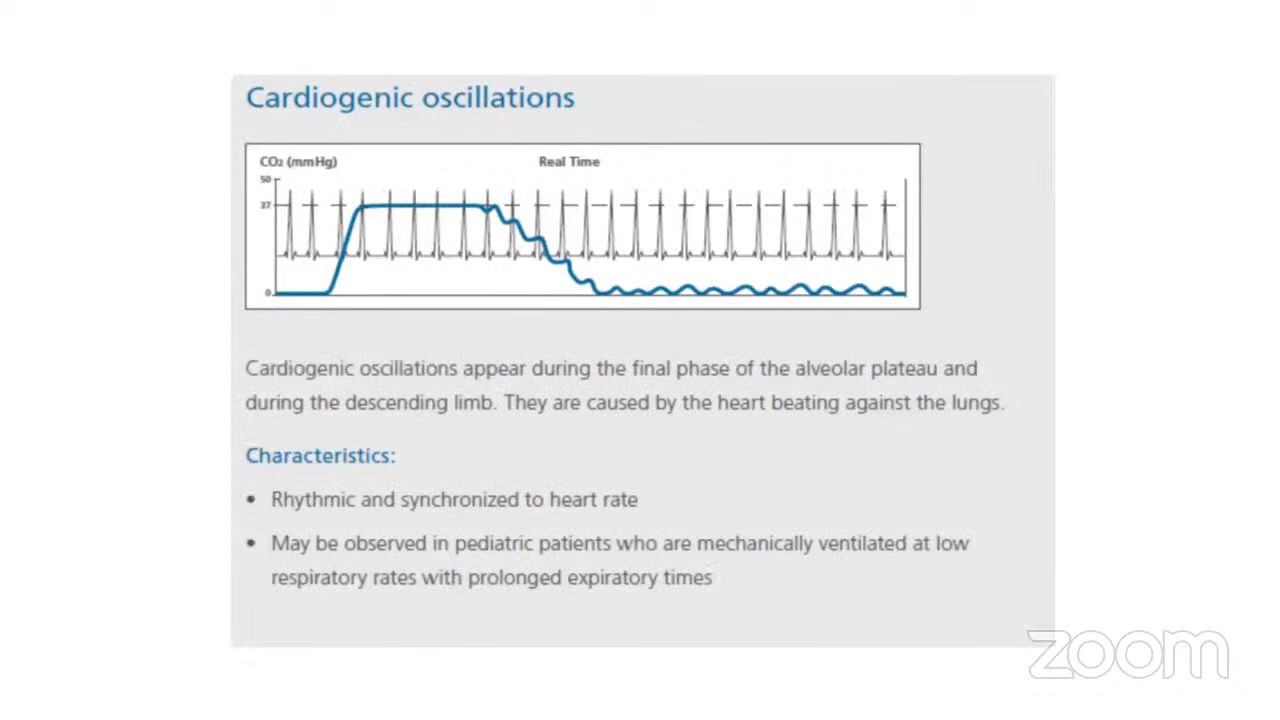 Cardiogenic oscillations
CO₂ (mmHg)
Real Time
50
37
0
Cardiogenic oscillations appear during the final phase of the alveolar plateau and
during the descending limb. They are caused by the heart beating against the lungs.
Characteristics:
• Rhythmic and synchronized to heart rate
• May be observed in pediatric patients who are mechanically ventilated at low
respiratory rates with prolonged expiratory times
zoom